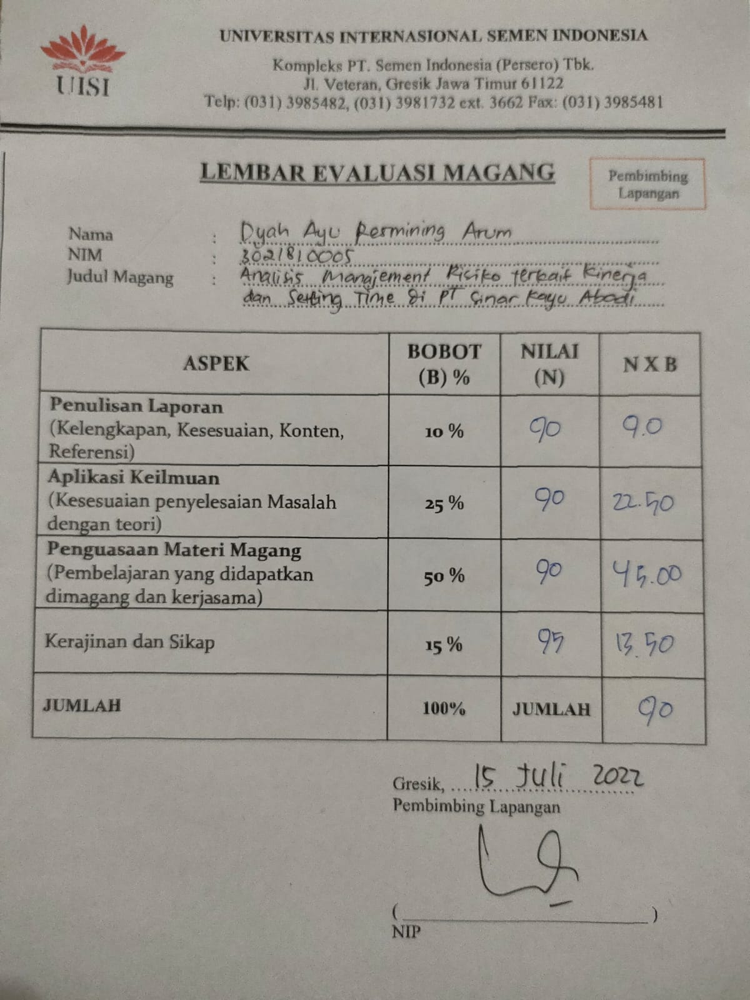 UISI
UNIVERSITAS INTERNASIONAL SEMEN INDONESIA
Kompleks PT. Semen Indonesia (Persero) Tbk.
Jl. Veteran, Gresik Jawa Timur 61122
Telp: (031) 3985482, (031) 3981732 ext. 3662 Fax: (031) 3985481
LEMBAR EVALUASI MAGANG
Pembimbing
Lapangan
Nama : Dyah Ayu Rermining Arum
NIM : 3021810005
Judul Magang : Analisis Manajement Risiko terkait Kinerja
dan Setting Time di PT Sinar Kayu Abadi
ASPEK BOBOT (B) % NILAI (N) N X B
Penulisan Laporan
(Kelengkapan, Kesesuaian, Konten,
Referensi)
10 % 90 9.0
Aplikasi Keilmuan
(Kesesuaian penyelesaian Masalah
dengan teori)
25 % 90 22.50
Penguasaan Materi Magang
(Pembelajaran yang didapatkan
dimagang dan kerjasama)
50 % 90 45.00
Kerajinan dan Sikap 15 % 95 13.50
JUMLAH 100% JUMLAH 90
Gresik, 15 Juli 2022
Pembimbing Lapangan
( )
NIP